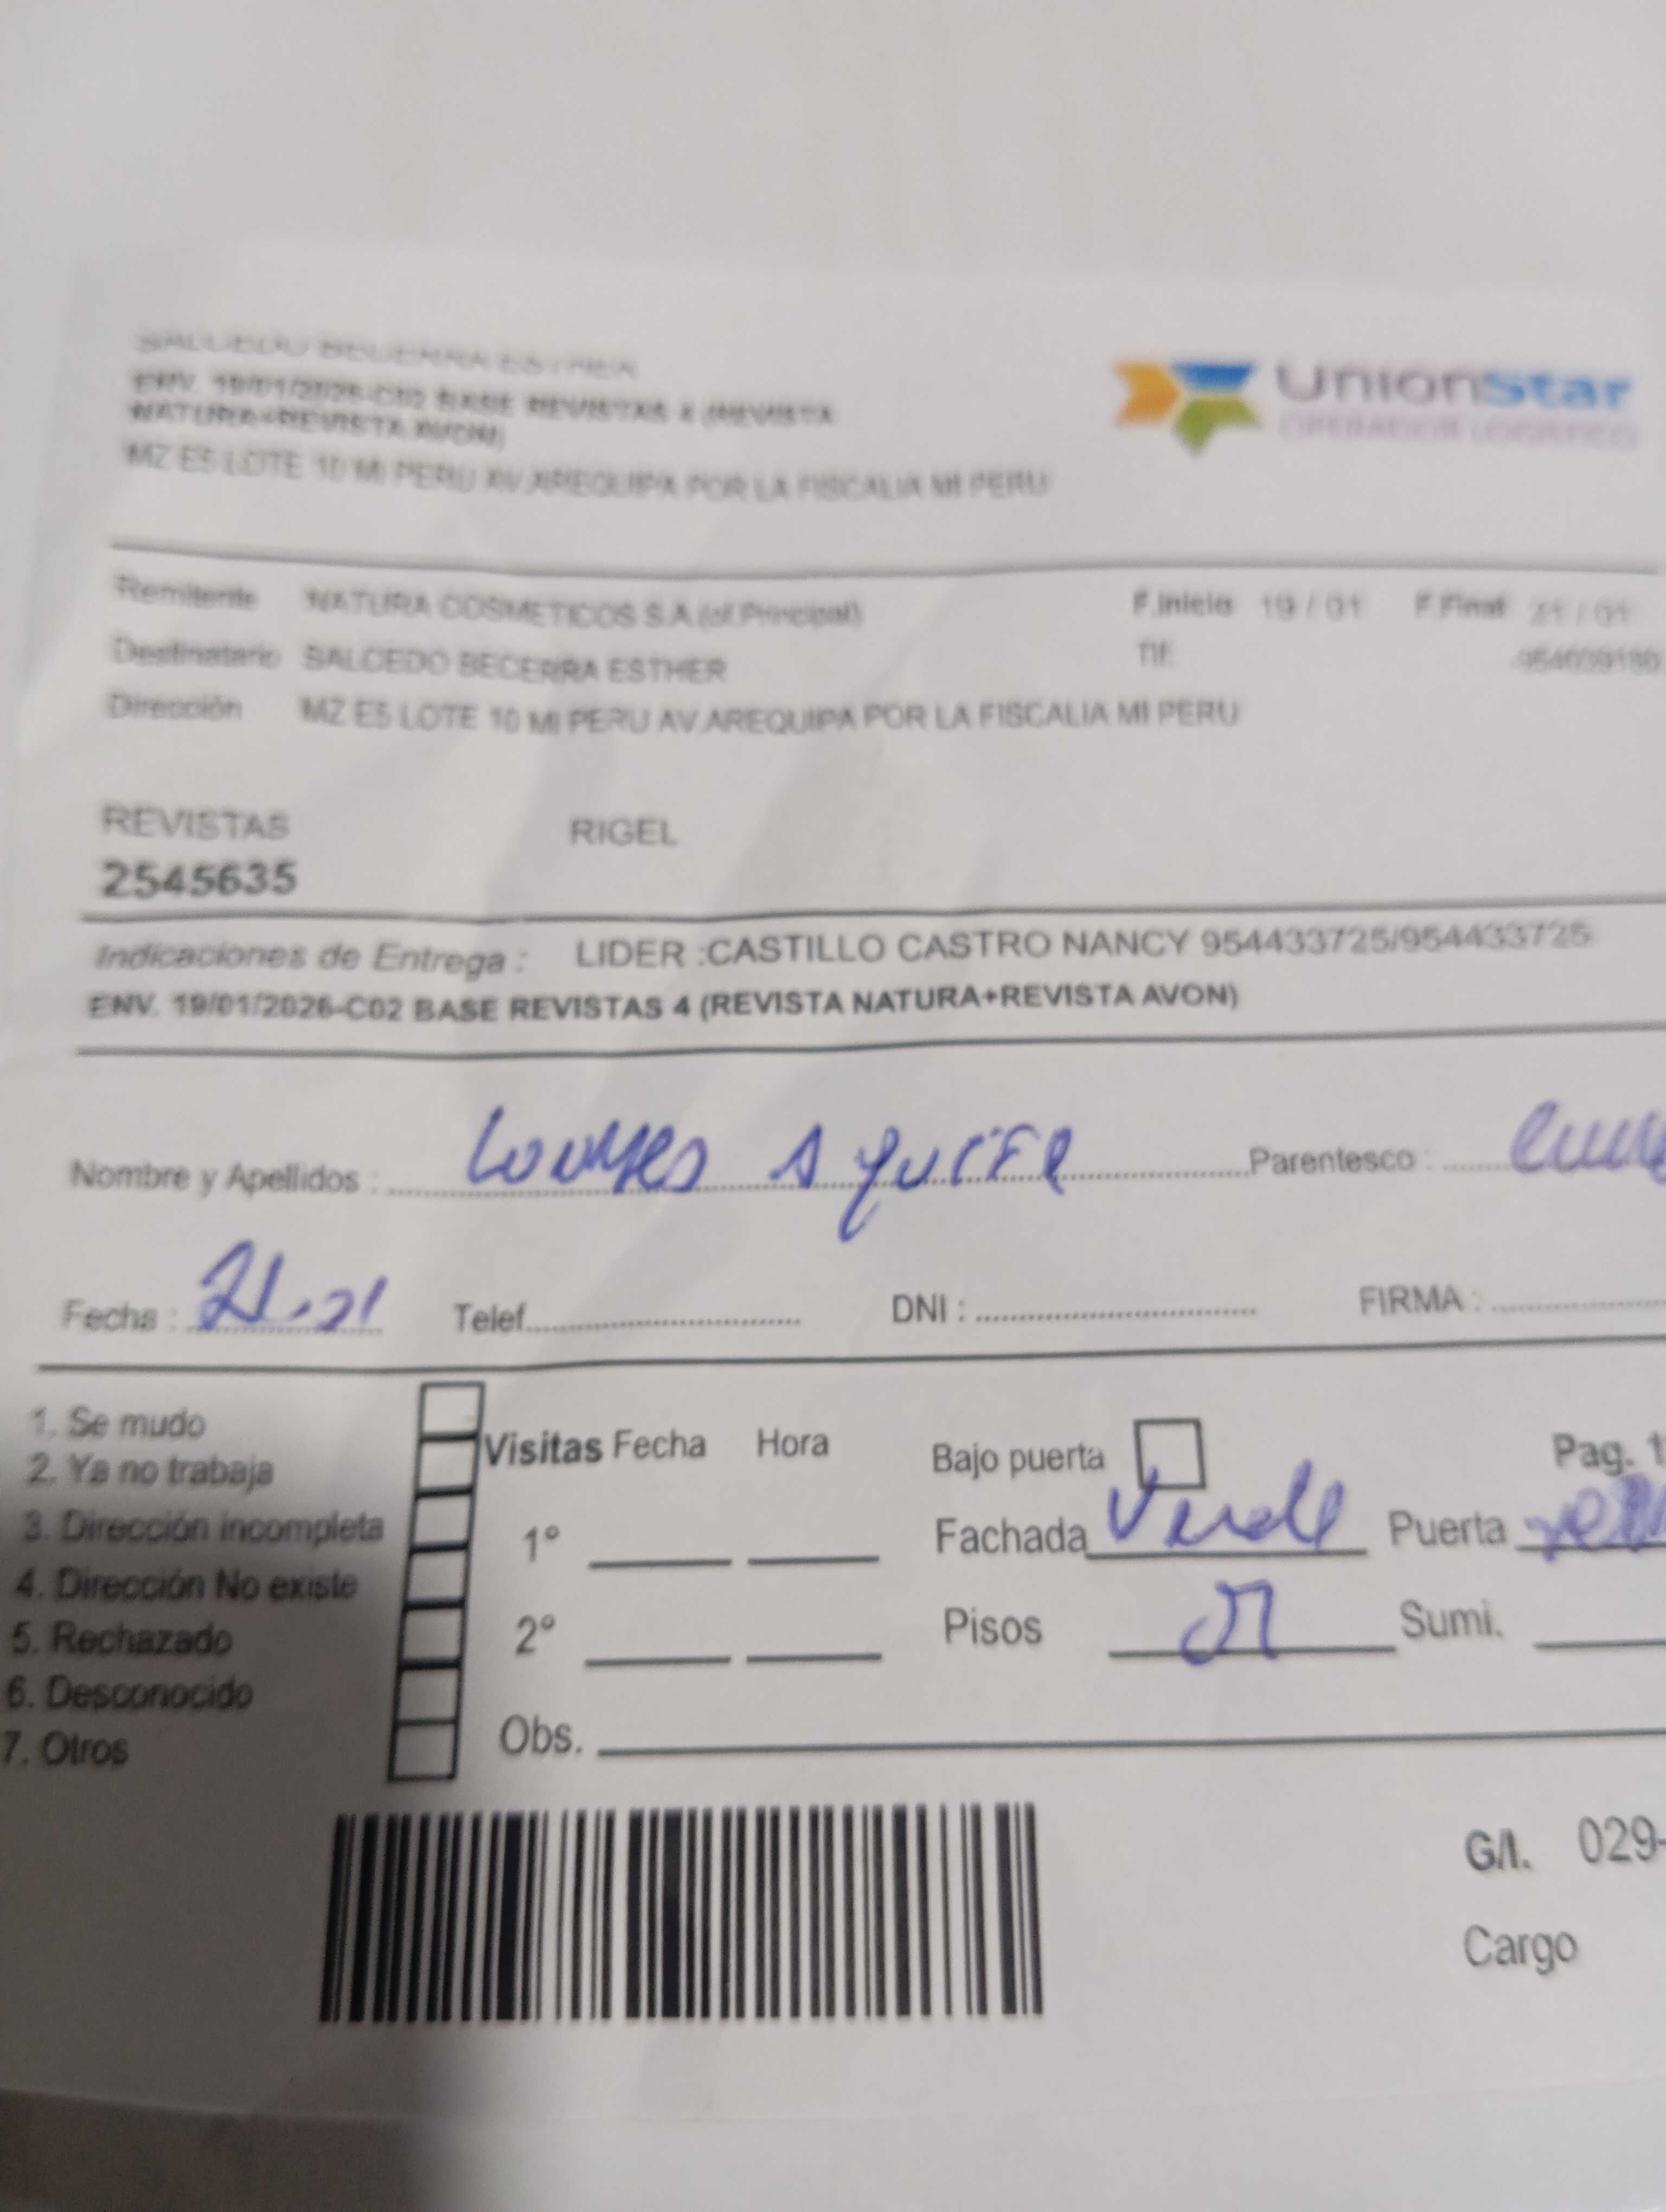 SALCEDO BECERRA ESTHER
ENV. 19/01/2026-C02 BASE REVISTAS 4 (REVISTA
NATURA+REVISTA AVON)
MZ E5 LOTE 10 MI PERU AV.AREQUIPA POR LA FISCALIA MI PERU
UnionStar
OPERADOR LOGISTICO
Remitente NATURA COSMETICOS S.A.(of.Principal) F.Inicio 19 / 01 F.Final 21 / 01
Destinatario SALCEDO BECERRA ESTHER Tlf:
Dirección MZ E5 LOTE 10 MI PERU AV.AREQUIPA POR LA FISCALIA MI PERU
REVISTAS RIGEL
2545635
Indicaciones de Entrega : LIDER :CASTILLO CASTRO NANCY 954433725/954433725
ENV. 19/01/2026-C02 BASE REVISTAS 4 (REVISTA NATURA+REVISTA AVON)
Nombre y Apellidos : Parentesco :
Fecha : 21-01 Telef. DNI : FIRMA :
1. Se mudo
2. Ya no trabaja
3. Dirección incompleta
4. Dirección No existe
5. Rechazado
6. Desconocido
7. Otros
Visitas Fecha Hora
1°
2°
Obs.
Bajo puerta Pag. 1
Fachada Verde Puerta
Pisos Sumi.
G/I. 029-
Cargo